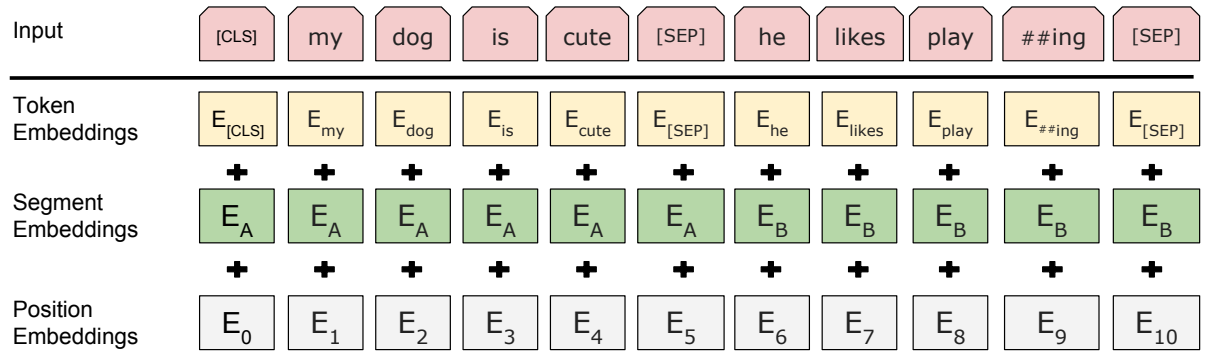 Input [CLS] my dog is cute [SEP] he likes play ##ing [SEP]
Token Embeddings E[CLS] Emy Edog Eis Ecute E[SEP] Ehe Elikes Eplay E##ing E[SEP]
+ + + + + + + + + + +
Segment Embeddings EA EA EA EA EA EA EB EB EB EB EB
+ + + + + + + + + + +
Position Embeddings E0 E1 E2 E3 E4 E5 E6 E7 E8 E9 E10